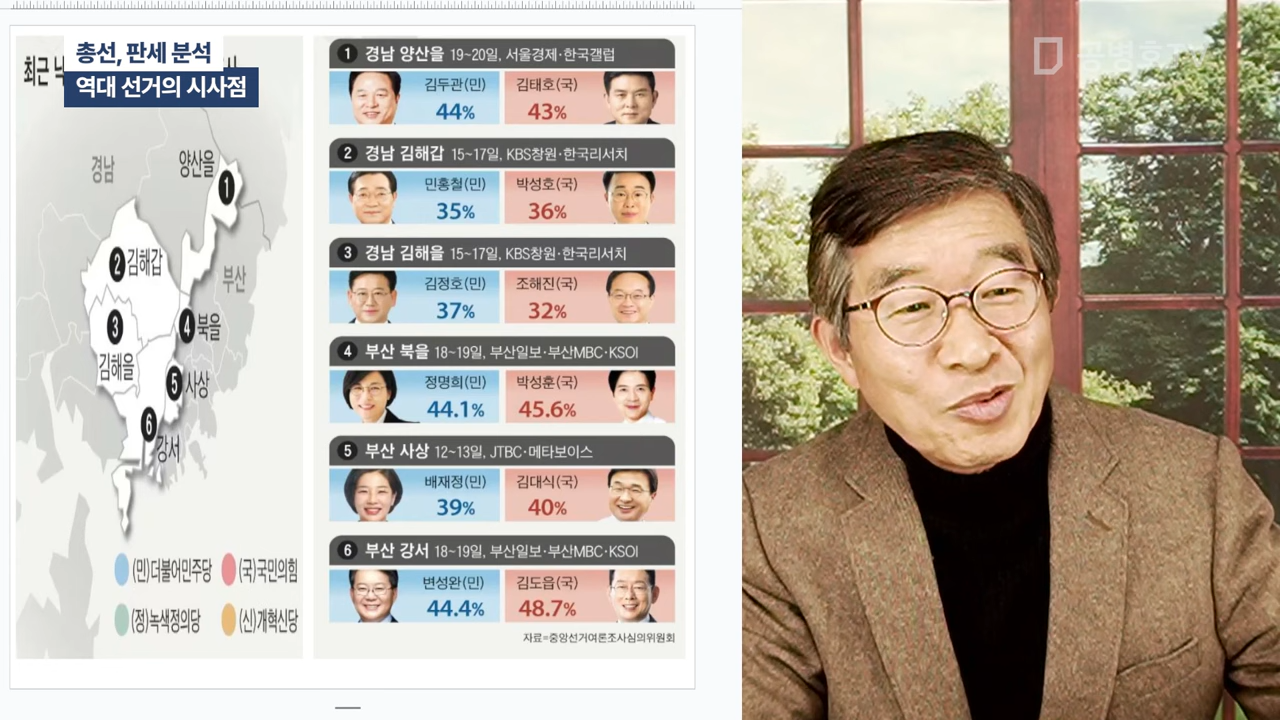 총선, 판세 분석
역대 선거의 시사점
최근
경남
양산을
1
2 김해갑
부산
3
김해을
4 북을
5 사상
6
강서
(민)더불어민주당 (국)국민의힘
(정)녹색정의당 (신)개혁신당
1 경남 양산을 19~20일, 서울경제·한국갤럽
김두관(민) 김태호(국)
44% 43%
2 경남 김해갑 15~17일, KBS창원·한국리서치
민홍철(민) 박성호(국)
35% 36%
3 경남 김해을 15~17일, KBS창원·한국리서치
김정호(민) 조해진(국)
37% 32%
4 부산 북을 18~19일, 부산일보·부산MBC·KSOI
정명희(민) 박성훈(국)
44.1% 45.6%
5 부산 사상 12~13일, JTBC·메타보이스
배재정(민) 김대식(국)
39% 40%
6 부산 강서 18~19일, 부산일보·부산MBC·KSOI
변성완(민) 김도읍(국)
44.4% 48.7%
자료=중앙선거여론조사심의위원회
공병호